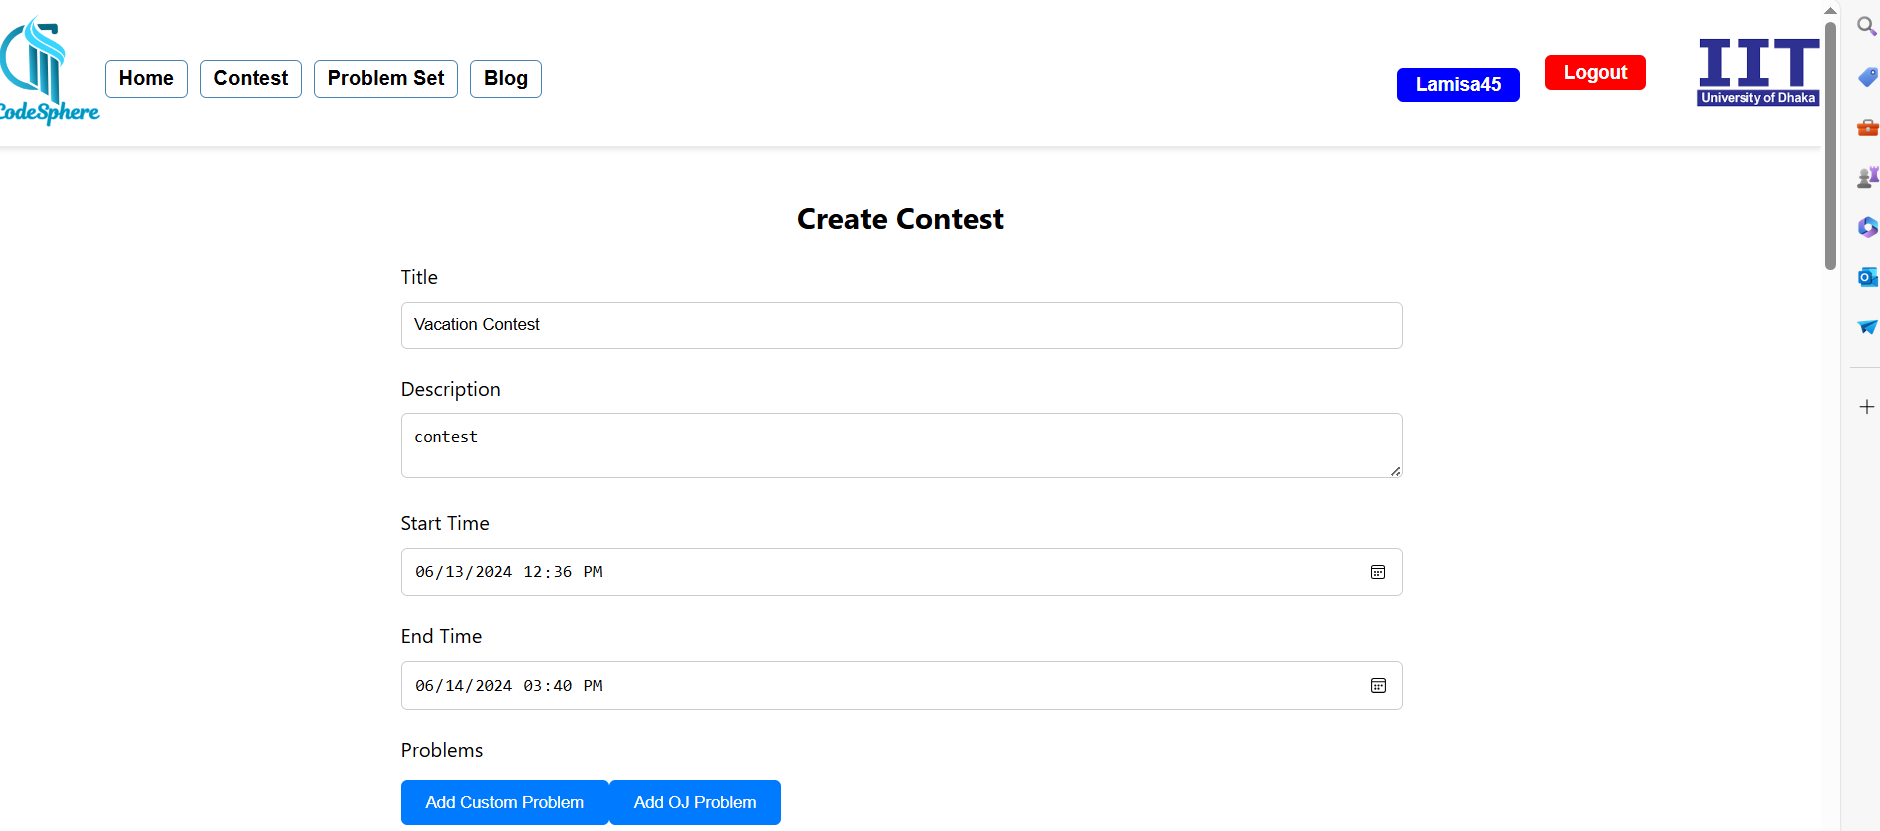 CodeSphere
Home Contest Problem Set Blog
Lamisa45 Logout
IIT
University of Dhaka
Create Contest
Title
Vacation Contest
Description
contest
Start Time
06/13/2024 12:36 PM
End Time
06/14/2024 03:40 PM
Problems
Add Custom Problem Add OJ Problem